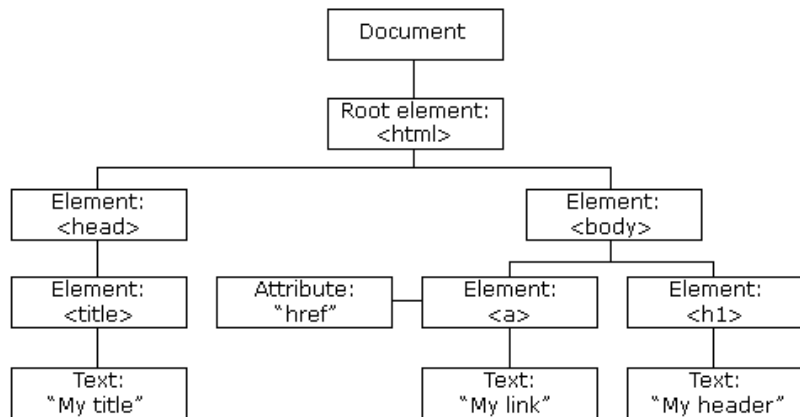 Document
Root element:
<html>
Element:
<head>
Element:
<body>
Element:
<title>
Attribute:
“href”
Element:
<a>
Element:
<h1>
Text:
“My title”
Text:
“My link”
Text:
“My header”